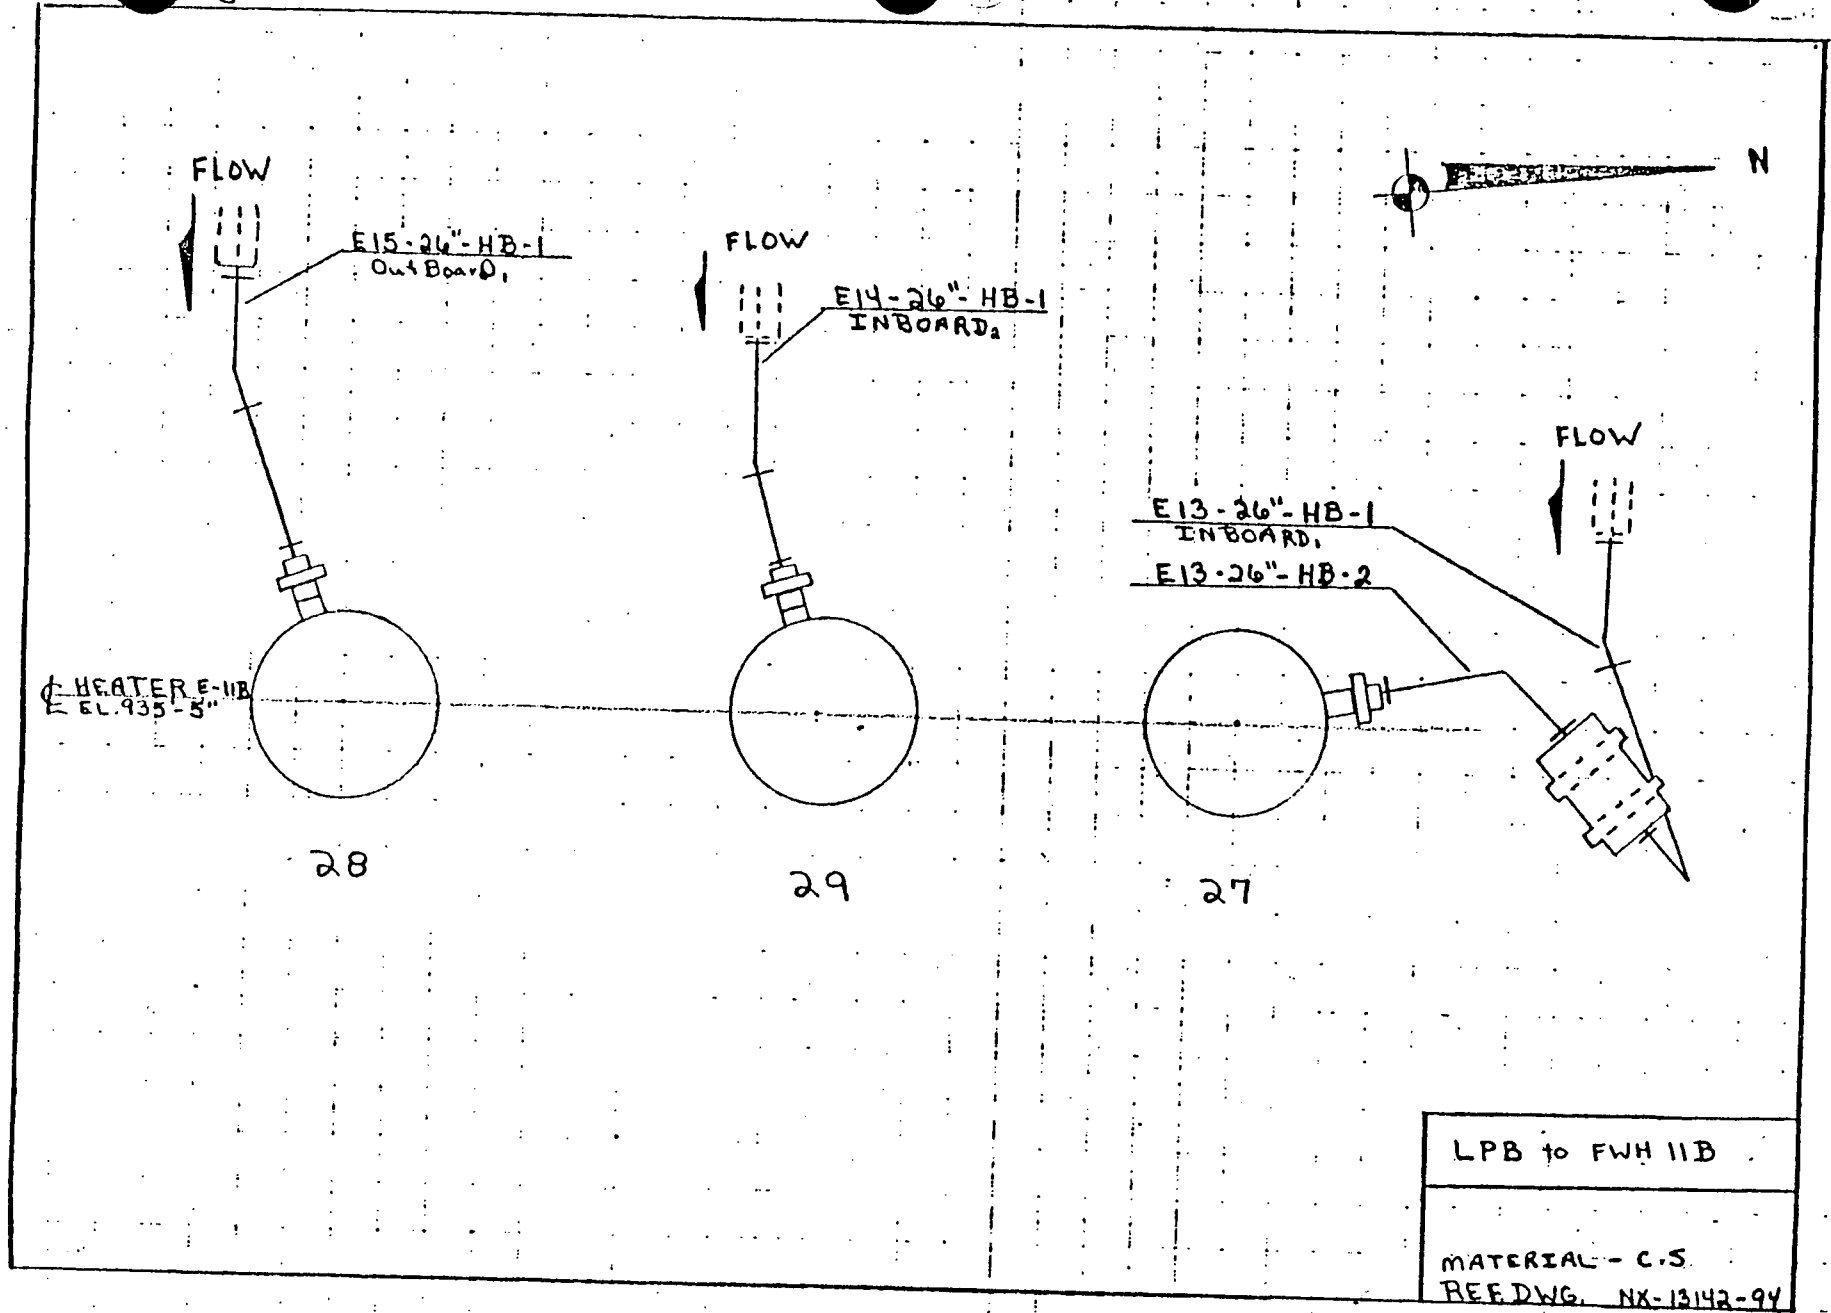 N
FLOW
E15-26"-HB-1
OutBoarD,
FLOW
E14-26"-HB-1
INBOARD2
FLOW
E13-26"-HB-1
INBOARD,
E13-26"-HB-2
℄ HEATER E-11B
EL.935'-5"
28
29
27
LPB to FWH 11B
MATERIAL - C.S.
REF.DWG. NX-13142-94